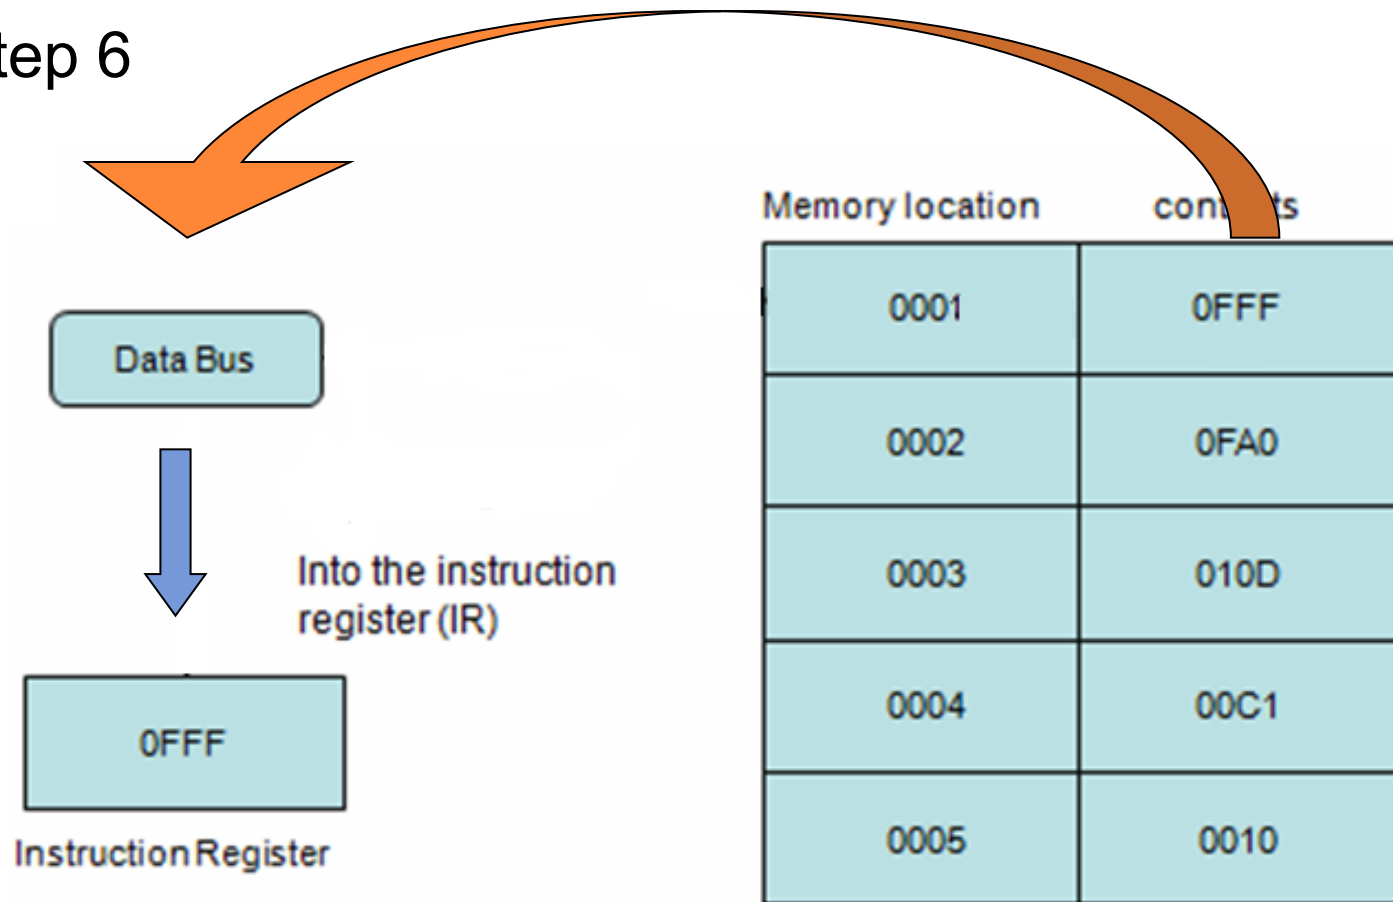 tep 6
Memory location contents
0001 0FFF
Data Bus
0002 0FA0
Into the instruction
register (IR)
0003 010D
0004 00C1
0FFF
Instruction Register
0005 0010